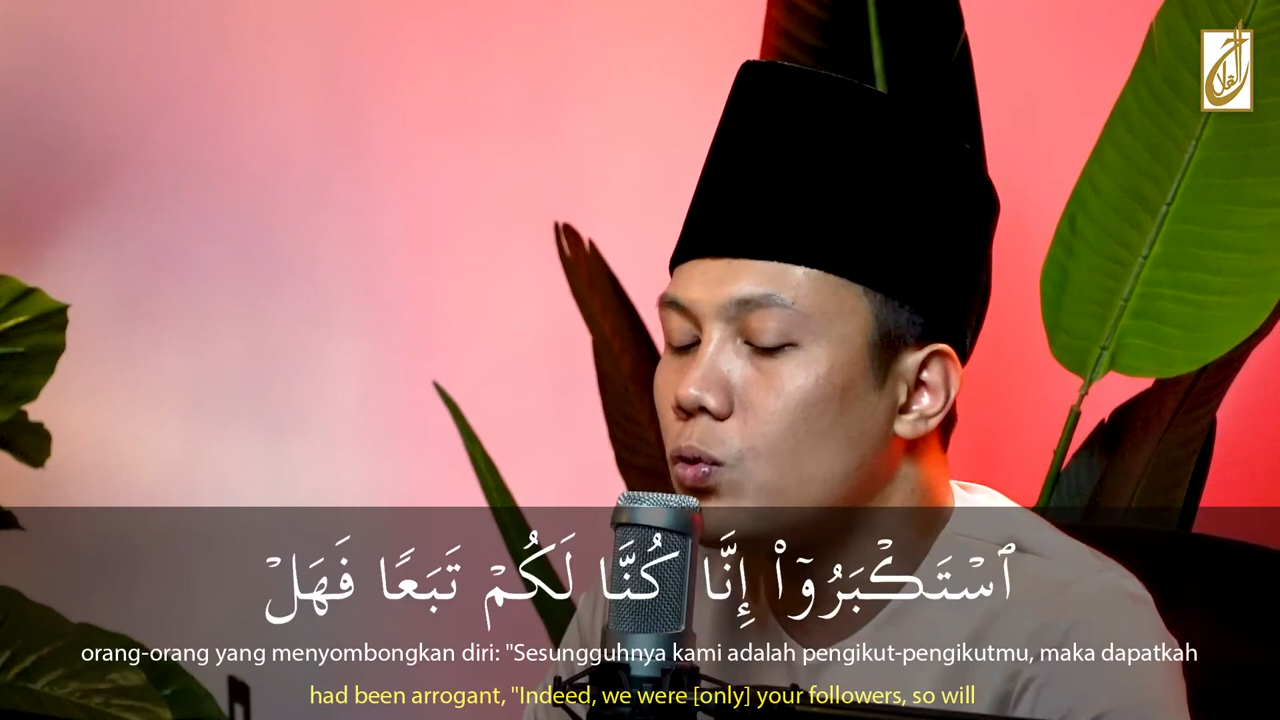 ٱسْتَكْبَرُوٓا۟ إِنَّا كُنَّا لَكُمْ تَبَعًا فَهَلْ
orang-orang yang menyombongkan diri: "Sesungguhnya kami adalah pengikut-pengikutmu, maka dapatkah
had been arrogant, "Indeed, we were [only] your followers, so will